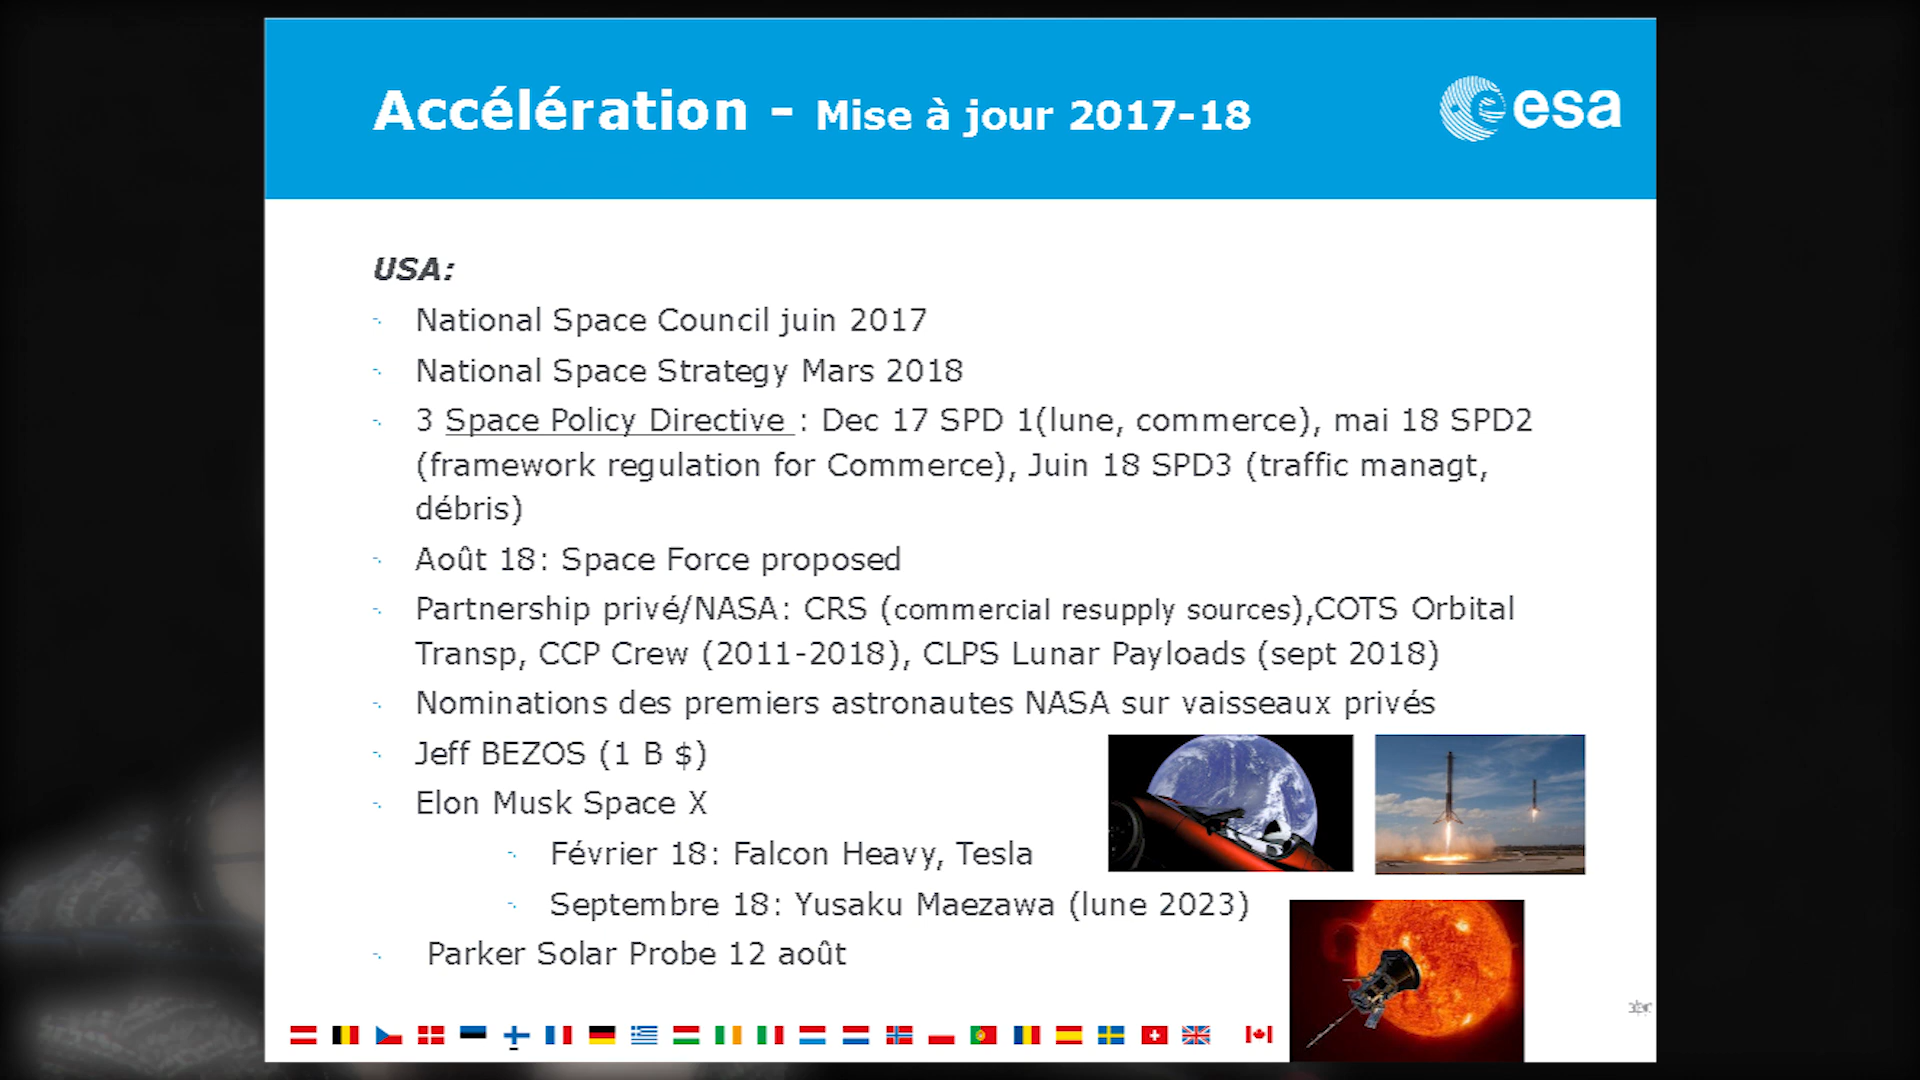 Accélération - Mise à jour 2017-18
esa
USA:
National Space Council juin 2017
National Space Strategy Mars 2018
3 Space Policy Directive : Dec 17 SPD 1(lune, commerce), mai 18 SPD2
(framework regulation for Commerce), Juin 18 SPD3 (traffic managt,
débris)
Août 18: Space Force proposed
Partnership privé/NASA: CRS (commercial resupply sources),COTS Orbital
Transp, CCP Crew (2011-2018), CLPS Lunar Payloads (sept 2018)
Nominations des premiers astronautes NASA sur vaisseaux privés
Jeff BEZOS (1 B $)
Elon Musk Space X
Février 18: Falcon Heavy, Tesla
Septembre 18: Yusaku Maezawa (lune 2023)
Parker Solar Probe 12 août